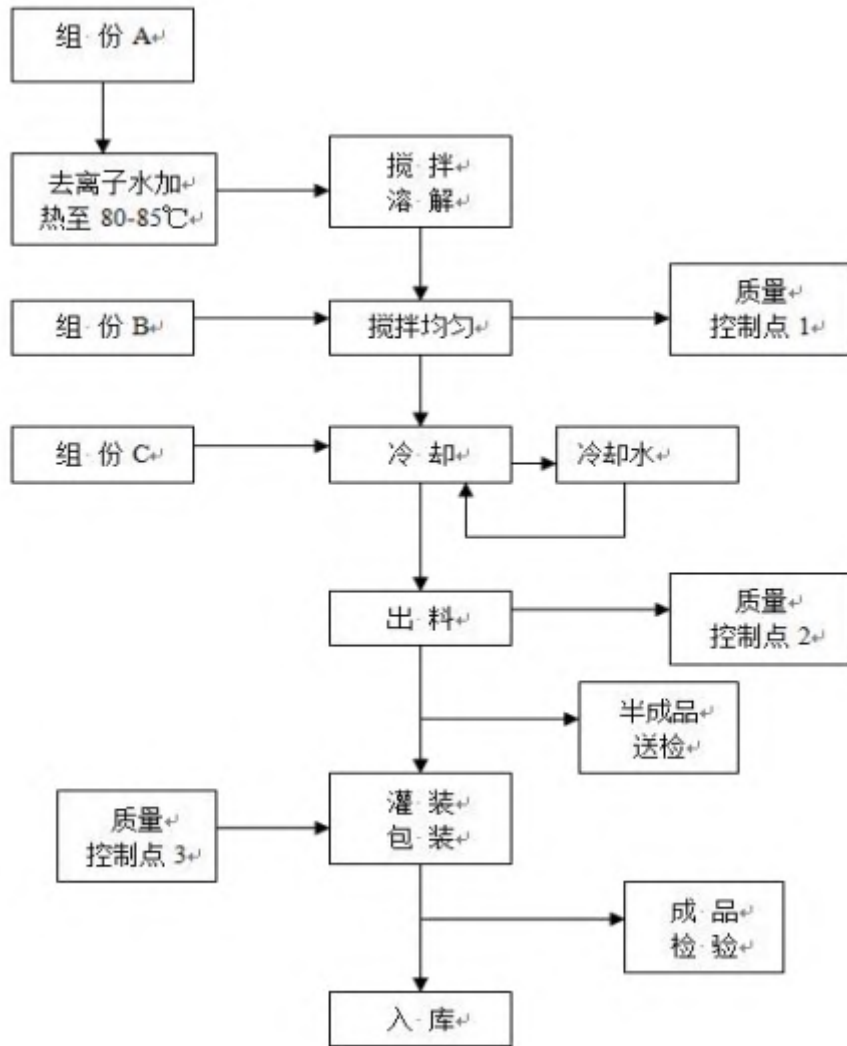 组 份 A
去离子水加
热至 80-85℃
搅 拌
溶 解
组 份 B
搅拌均匀
质量
控制点 1
组 份 C
冷 却
冷却水
出 料
质量
控制点 2
半成品
送检
质量
控制点 3
灌 装
包 装
成 品
检 验
入 库